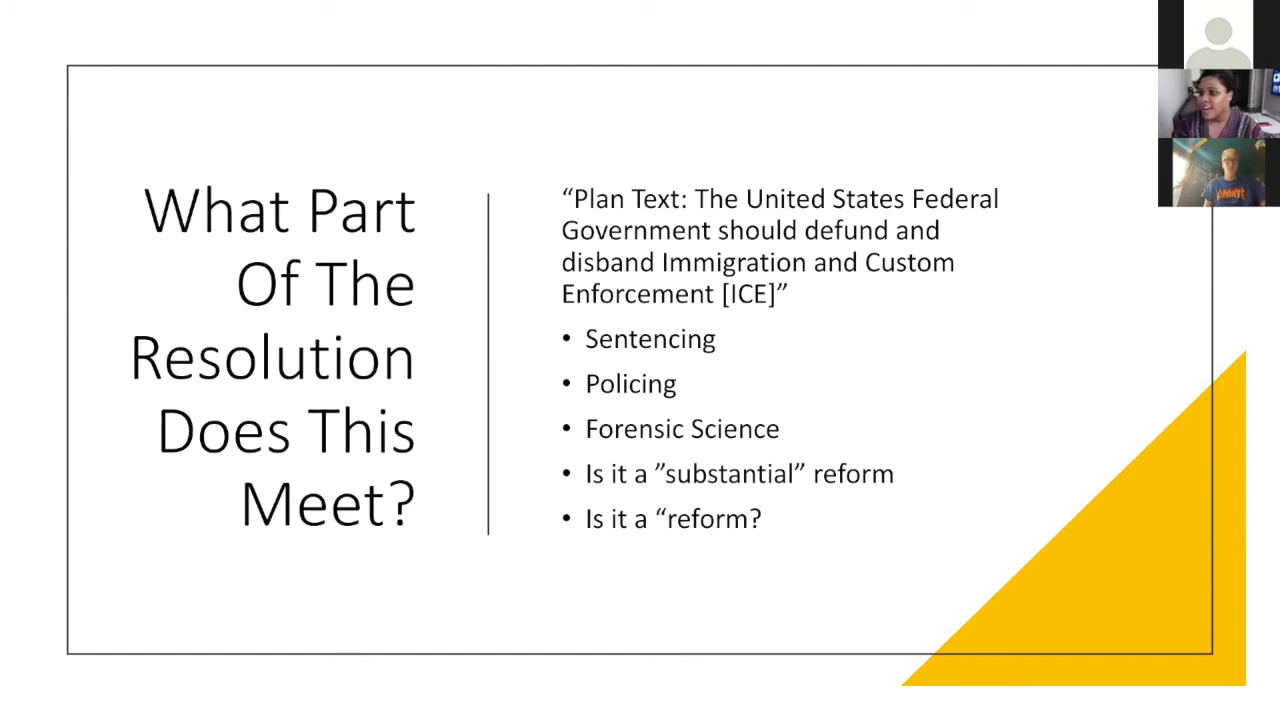 What Part
Of The
Resolution
Does This
Meet?
“Plan Text: The United States Federal
Government should defund and
disband Immigration and Custom
Enforcement [ICE]”
• Sentencing
• Policing
• Forensic Science
• Is it a ”substantial” reform
• Is it a “reform?